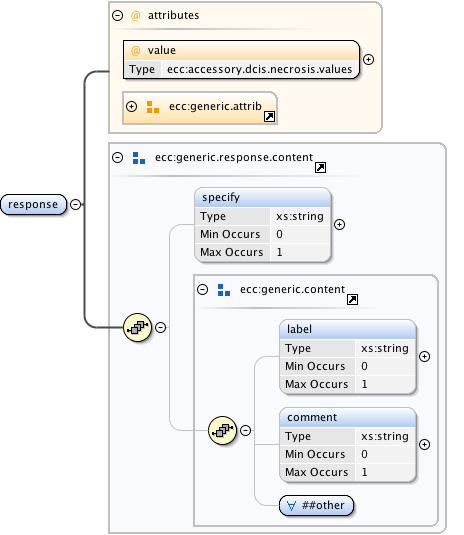 @ attributes
@ value
Type ecc:accessory.dcis.necrosis.values
ecc:generic.attrib
ecc:generic.response.content
response
specify
Type xs:string
Min Occurs 0
Max Occurs 1
ecc:generic.content
label
Type xs:string
Min Occurs 0
Max Occurs 1
comment
Type xs:string
Min Occurs 0
Max Occurs 1
∀ ##other